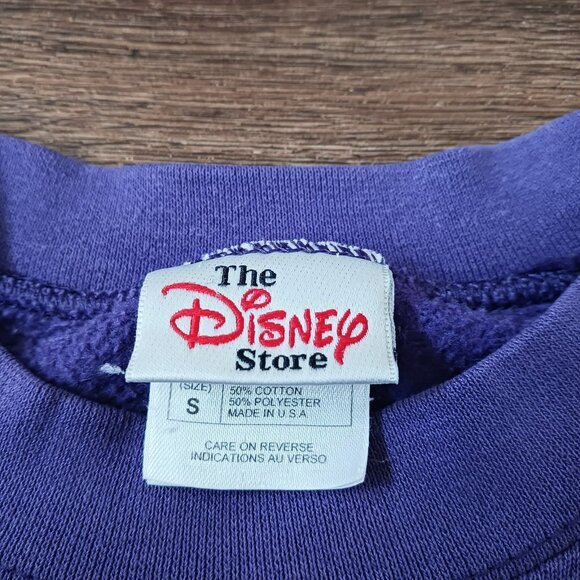 The
Disney
Store
(SIZE)
S
50% COTTON
50% POLYESTER
MADE IN U.S.A.
CARE ON REVERSE
INDICATIONS AU VERSO